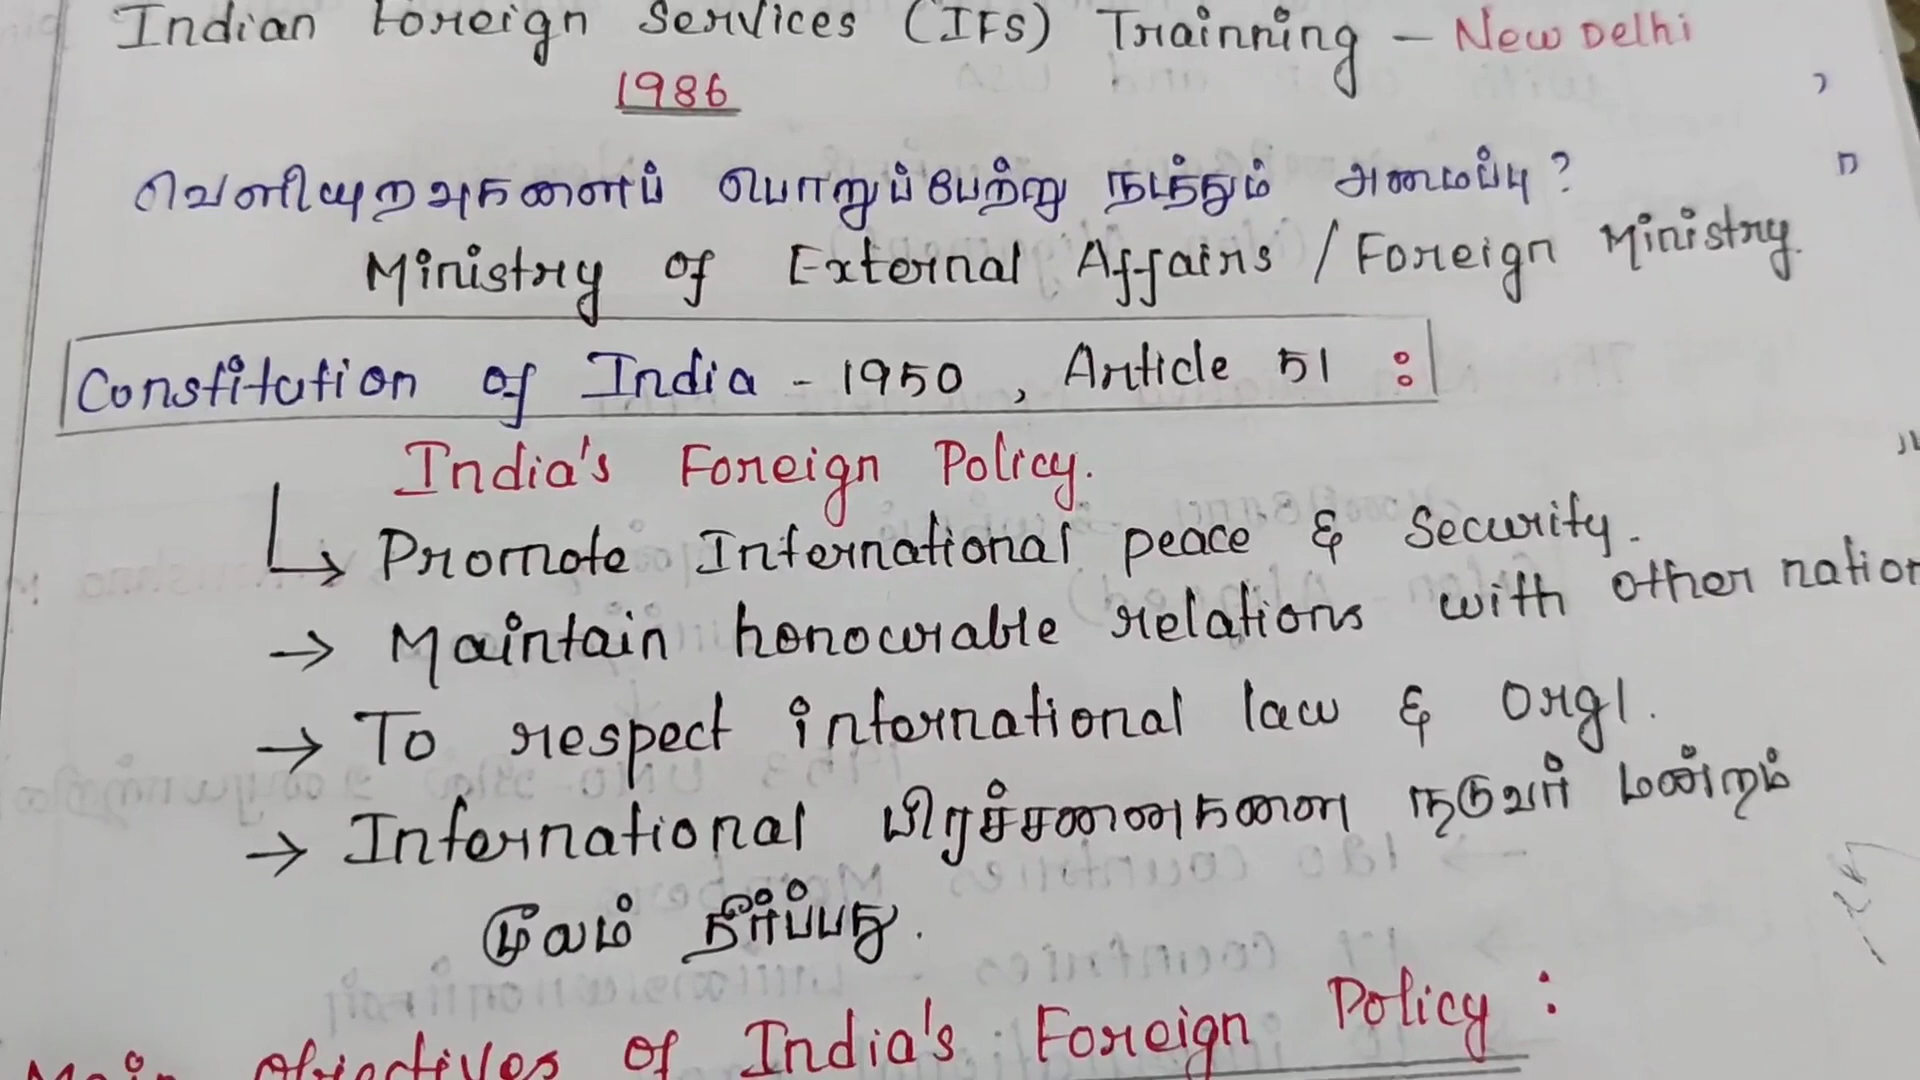 Indian Foreign Services (IFS) Trainning - New Delhi
1986
வெளியுறவுகளைப் பொறுப்பேற்று நடத்தும் அமைப்பு?
Ministry of External Affairs / Foreign Ministry.
Constitution of India - 1950, Article 51 :
India's Foreign Policy.
↳ Promote International peace & Security.
→ Maintain honourable relations with other nation
→ To respect international law & Orgl.
→ International பிரச்சனைகளை நடுவர் மன்றம்
மூலம் தீர்ப்பது.
Main objectives of India's Foreign Policy :